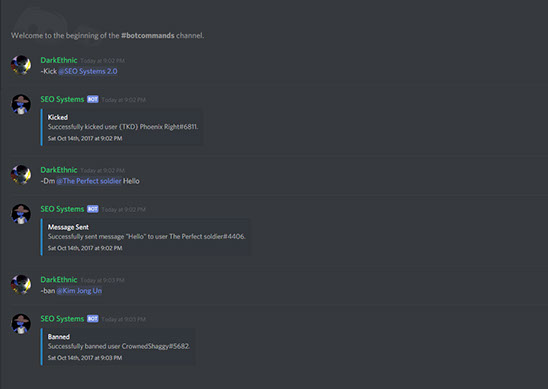 Welcome to the beginning of the #botcommands channel.
DarkEthnic Today at 9:02 PM
~Kick @SEO Systems 2.0
SEO Systems BOT Today at 9:02 PM
Kicked
Successfully kicked user {TKD} Phoenix Right#6811.
Sat Oct 14th, 2017 at 9:02 PM
DarkEthnic Today at 9:02 PM
~Dm @The Perfect soldier Hello
SEO Systems BOT Today at 9:02 PM
Message Sent
Successfully sent message "Hello" to user The Perfect soldier#4406.
Sat Oct 14th, 2017 at 9:02 PM
DarkEthnic Today at 9:03 PM
~ban @Kim Jong Un
SEO Systems BOT Today at 9:03 PM
Banned
Successfully banned user CrownedShaggy#5682.
Sat Oct 14th, 2017 at 9:03 PM